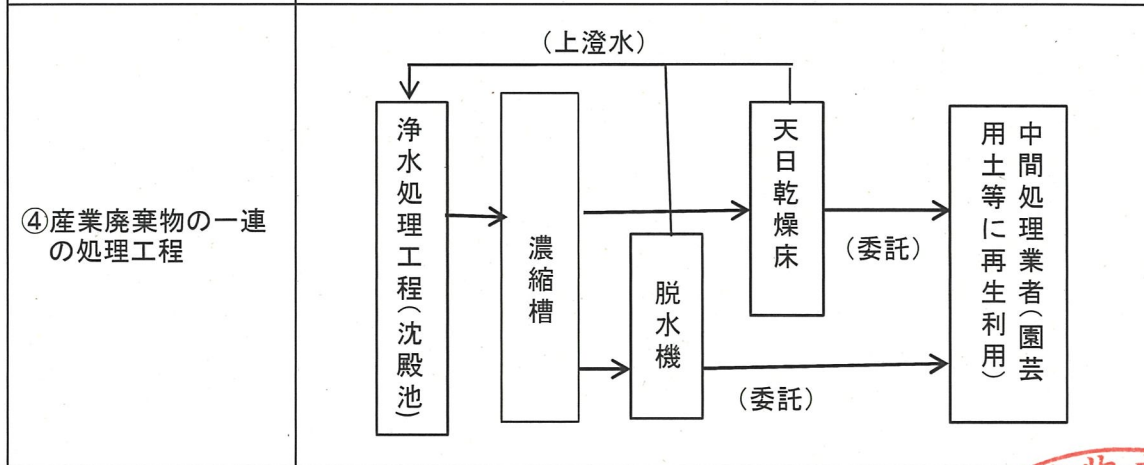 ④産業廃棄物の一連
の処理工程
(上澄水)
浄水処理工程(沈殿池)
濃縮槽
天日乾燥床
脱水機
(委託)
(委託)
中間処理業者(園芸
用土等に再生利用)